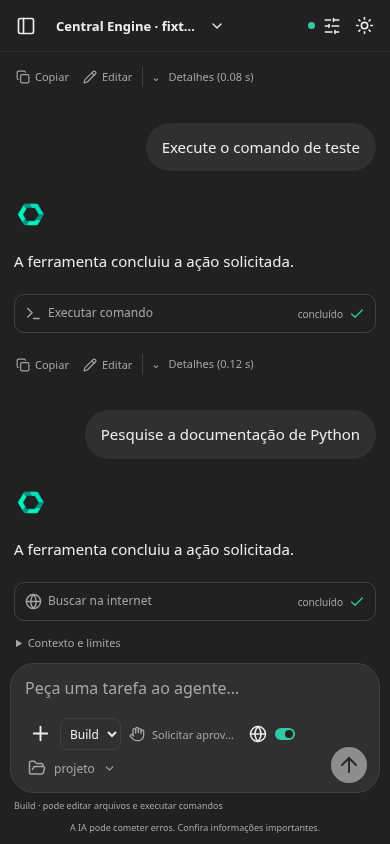 Central Engine · fixt...
Copiar Editar Detalhes (0.08 s)
Execute o comando de teste
A ferramenta concluiu a ação solicitada.
Executar comando concluído
Copiar Editar Detalhes (0.12 s)
Pesquise a documentação de Python
A ferramenta concluiu a ação solicitada.
Buscar na internet concluído
Contexto e limites
Peça uma tarefa ao agente...
Build Solicitar aprov...
projeto
Build · pode editar arquivos e executar comandos
A IA pode cometer erros. Confira informações importantes.